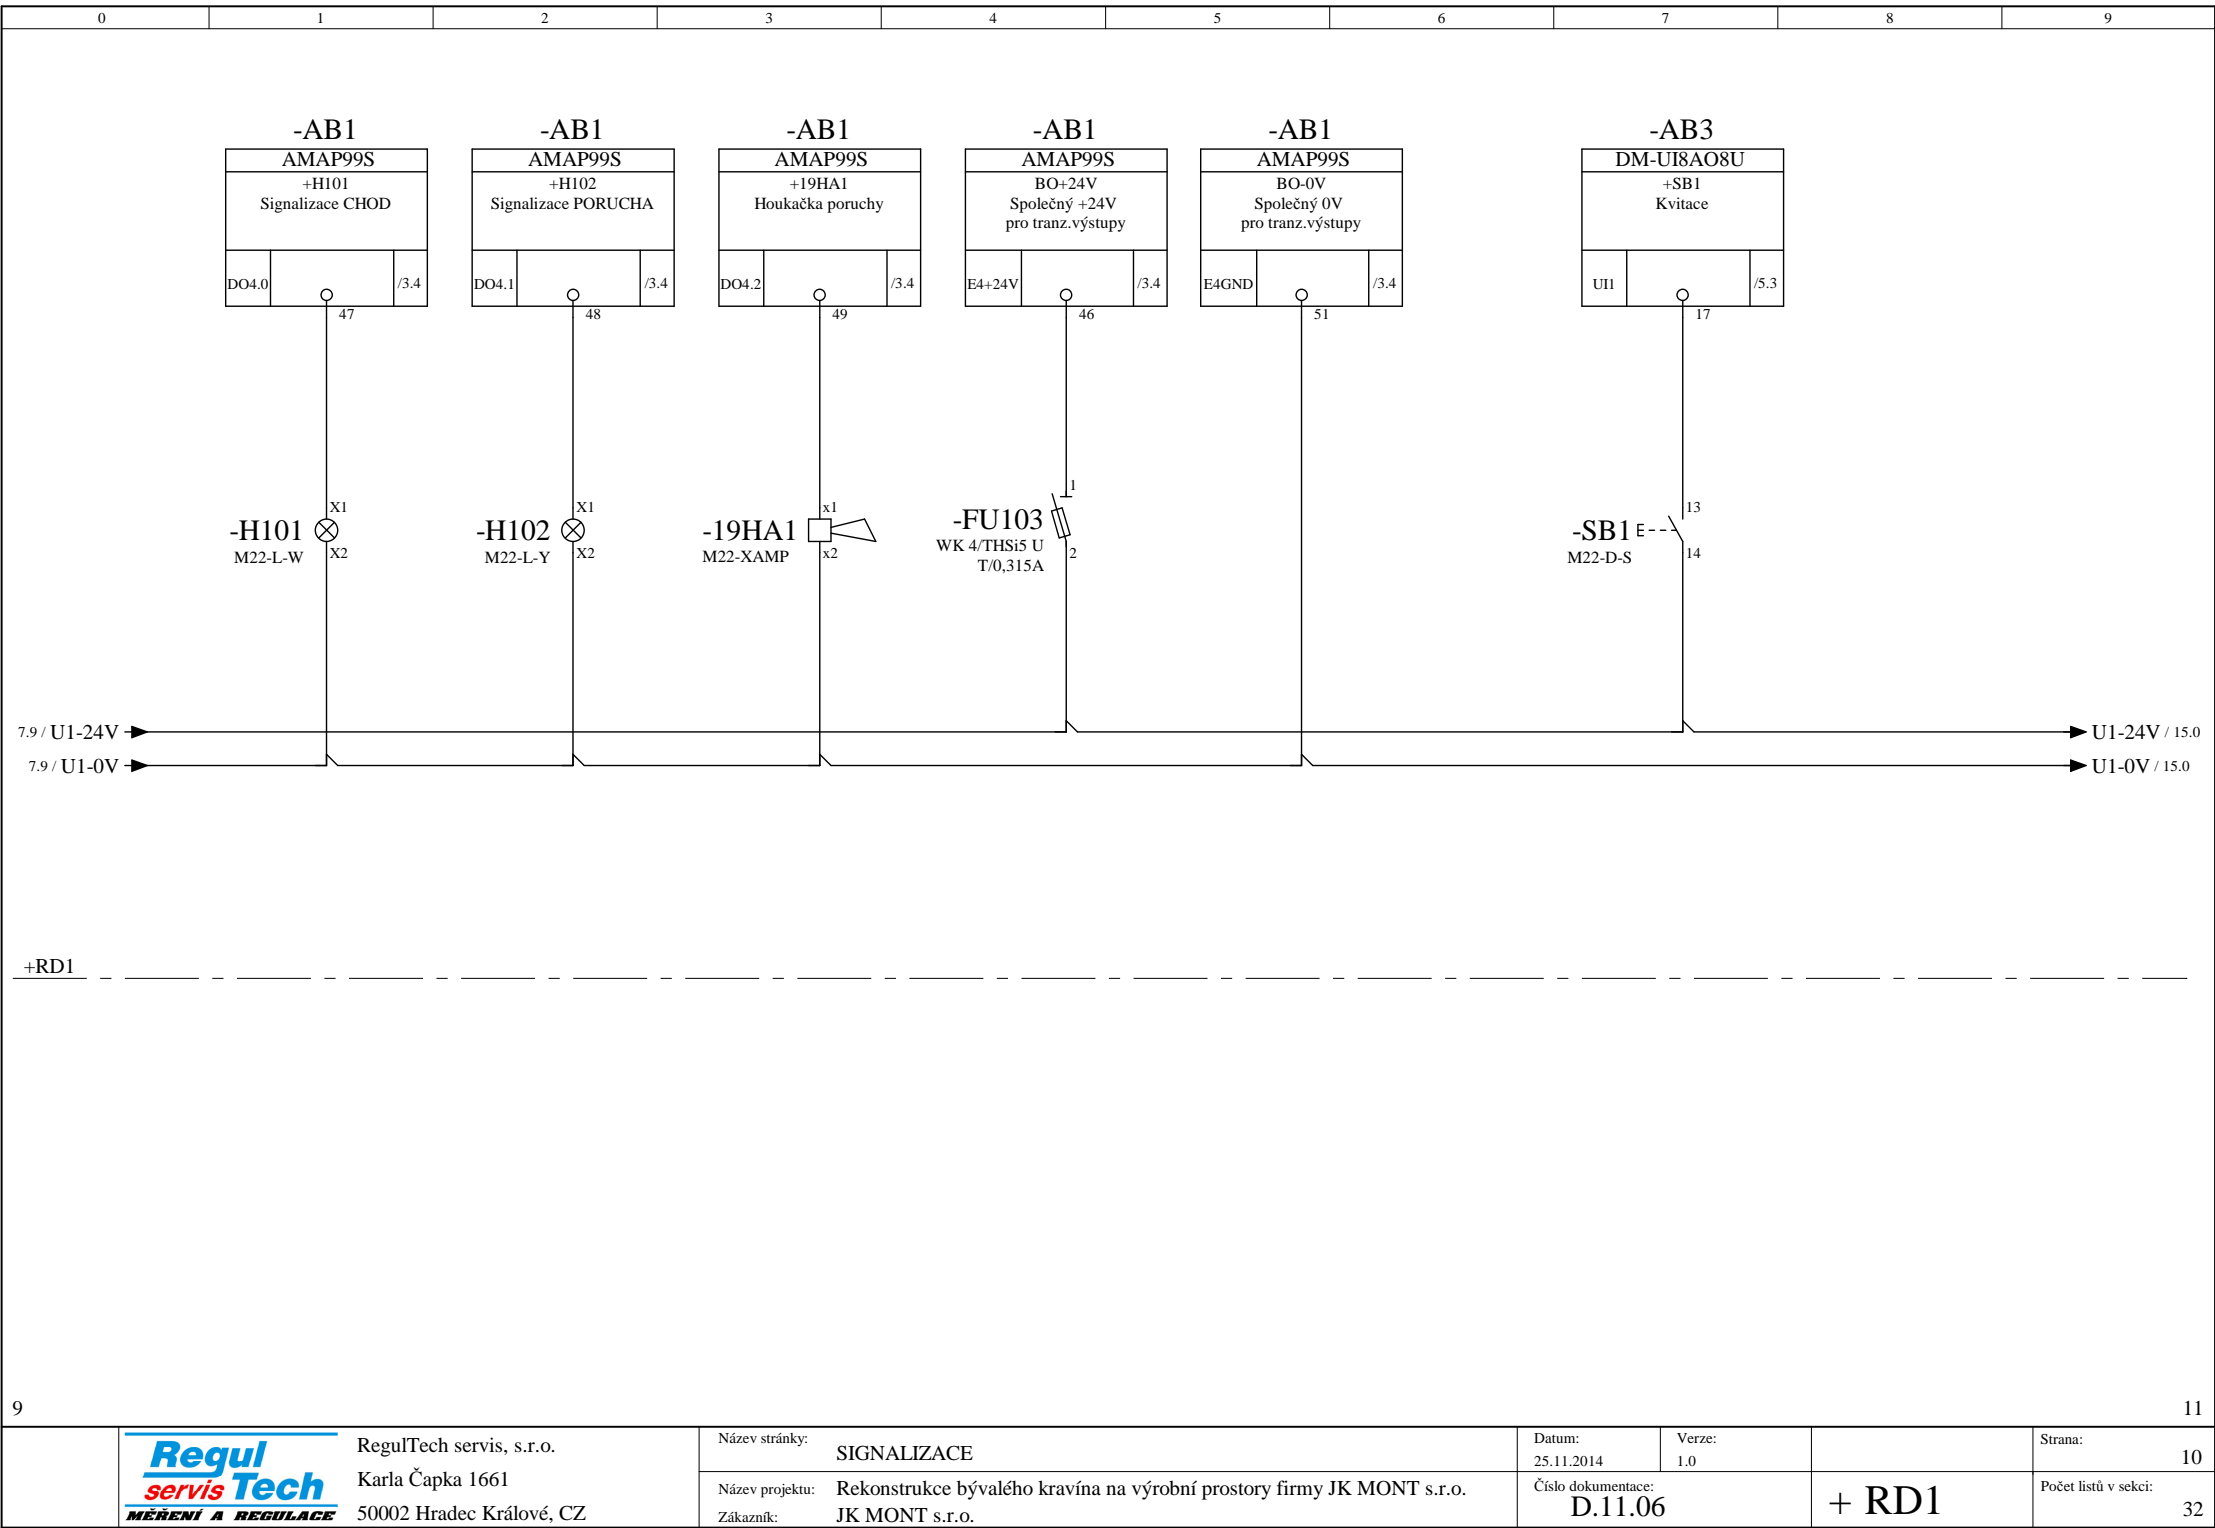 0 1 2 3 4 5 6 7 8 9
-AB1 -AB1 -AB1 -AB1 -AB1 -AB3
AMAP99S AMAP99S AMAP99S AMAP99S AMAP99S DM-UI8AO8U
+H101 +H102 +19HA1 BO+24V BO-0V +SB1
Signalizace CHOD Signalizace PORUCHA Houkačka poruchy Společný +24V Společný 0V Kvitace
pro tranz.výstupy pro tranz.výstupy
DO4.0 /3.4 DO4.1 /3.4 DO4.2 /3.4 E4+24V /3.4 E4GND /3.4 UI1 /5.3
47 48 49 46 51 17
1
X1 X1 x1 13
-H101 -H102 -19HA1 -FU103 -SB1
M22-L-W X2 M22-L-Y X2 M22-XAMP x2 WK 4/THSi5 U 2 M22-D-S 14
T/0,315A
7.9 / U1-24V U1-24V / 15.0
7.9 / U1-0V U1-0V / 15.0
+RD1
9 11
Regul
servis Tech
MĚŘENÍ A REGULACE
RegulTech servis, s.r.o.
Karla Čapka 1661
50002 Hradec Králové, CZ
Název stránky: SIGNALIZACE
Název projektu: Rekonstrukce bývalého kravína na výrobní prostory firmy JK MONT s.r.o.
Zákazník: JK MONT s.r.o.
Datum: Verze:
25.11.2014 1.0
Číslo dokumentace:
D.11.06
+ RD1
Strana:
10
Počet listů v sekci:
32